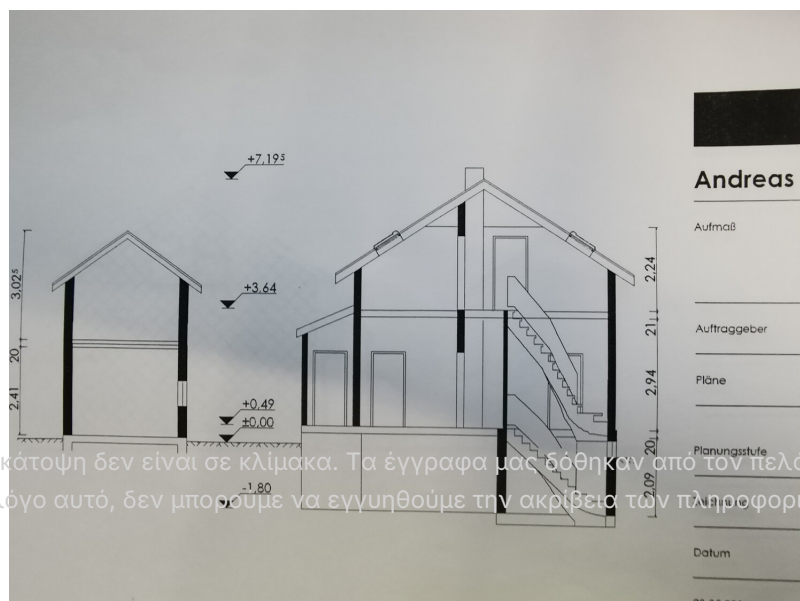 +7,19⁵
Andreas
Aufmaß
3,02⁵
+3.64
2,24
21
Auftraggeber
20
2,94
Pläne
2,41
+0,49
±0,00
20
Planungsstufe
κάτοψη δεν είναι σε κλίμακα. Τα έγγραφα μας δόθηκαν από τον πελά
-1,80
2,09
λόγο αυτό, δεν μπορούμε να εγγυηθούμε την ακρίβεια των πληροφορι
Datum